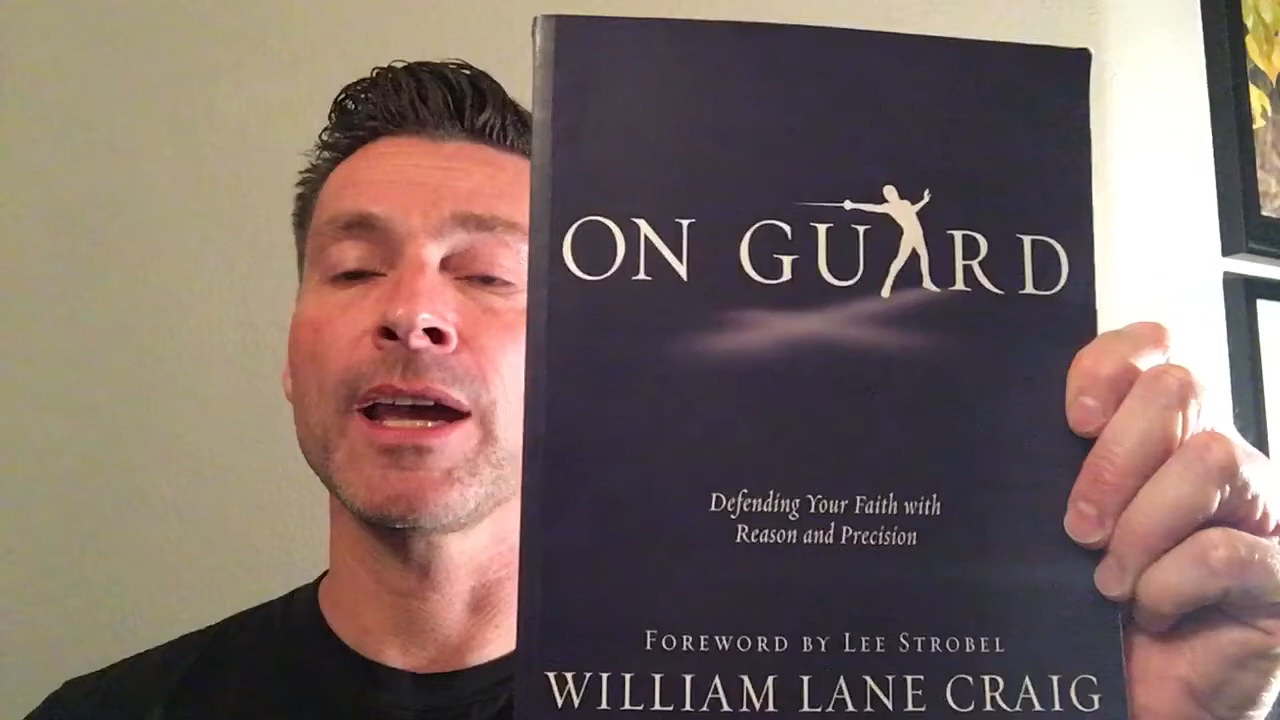 ON GUARD
Defending Your Faith with
Reason and Precision
FOREWORD BY LEE STROBEL
WILLIAM LANE CRAIG